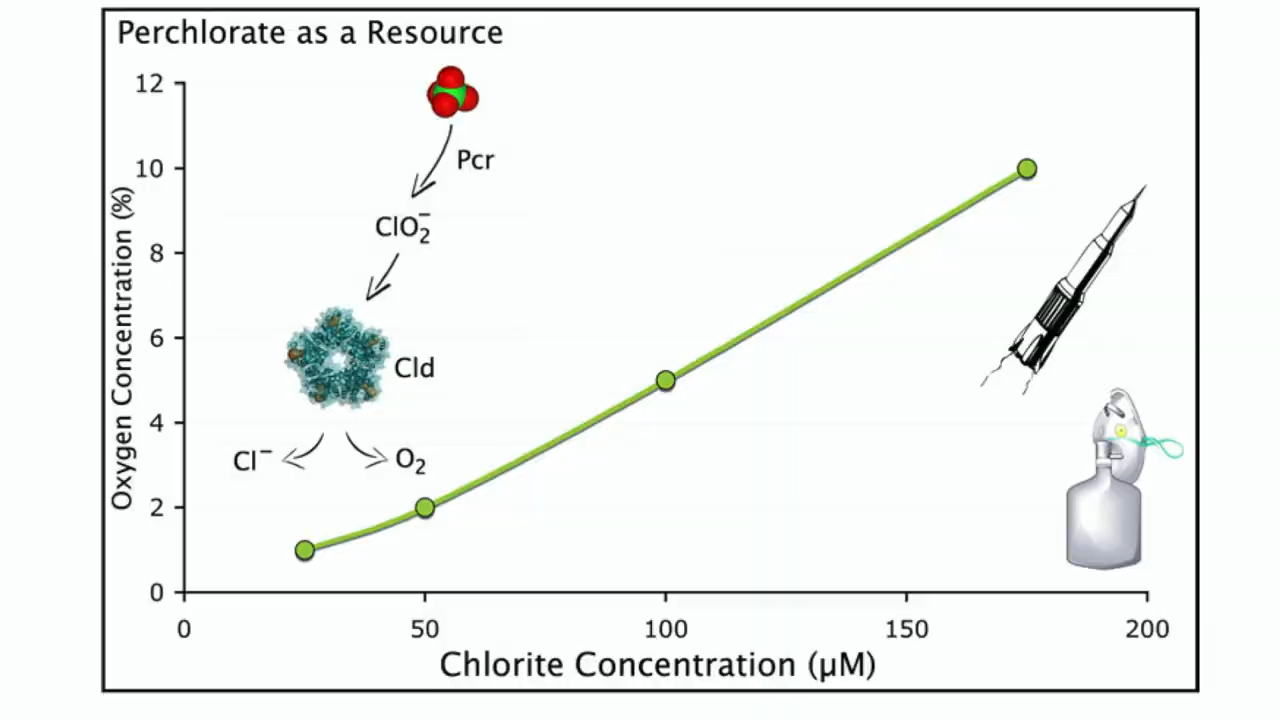 Perchlorate as a Resource
12
10
8
6
4
2
0
Oxygen Concentration (%)
Pcr
ClO₂⁻
Cld
Cl⁻
O₂
0 50 100 150 200
Chlorite Concentration (µM)